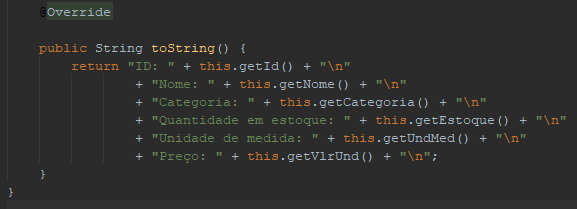 @Override
public String toString() {
return "ID: " + this.getId() + "\n"
+ "Nome: " + this.getNome() + "\n"
+ "Categoria: " + this.getCategoria() + "\n"
+ "Quantidade em estoque: " + this.getEstoque() + "\n"
+ "Unidade de medida: " + this.getUndMed() + "\n"
+ "Preço: " + this.getVlrUnd() + "\n";
}
}